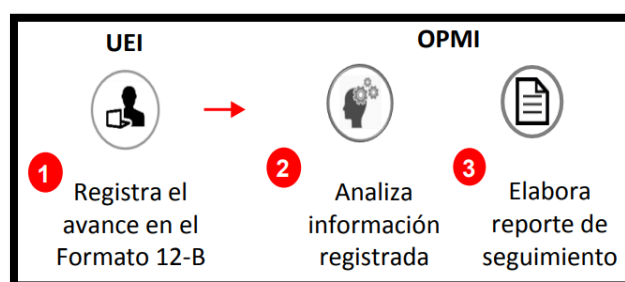 UEI
OPMI
1
Registra el
avance en el
Formato 12-B
2
Analiza
información
registrada
3
Elabora
reporte de
seguimiento